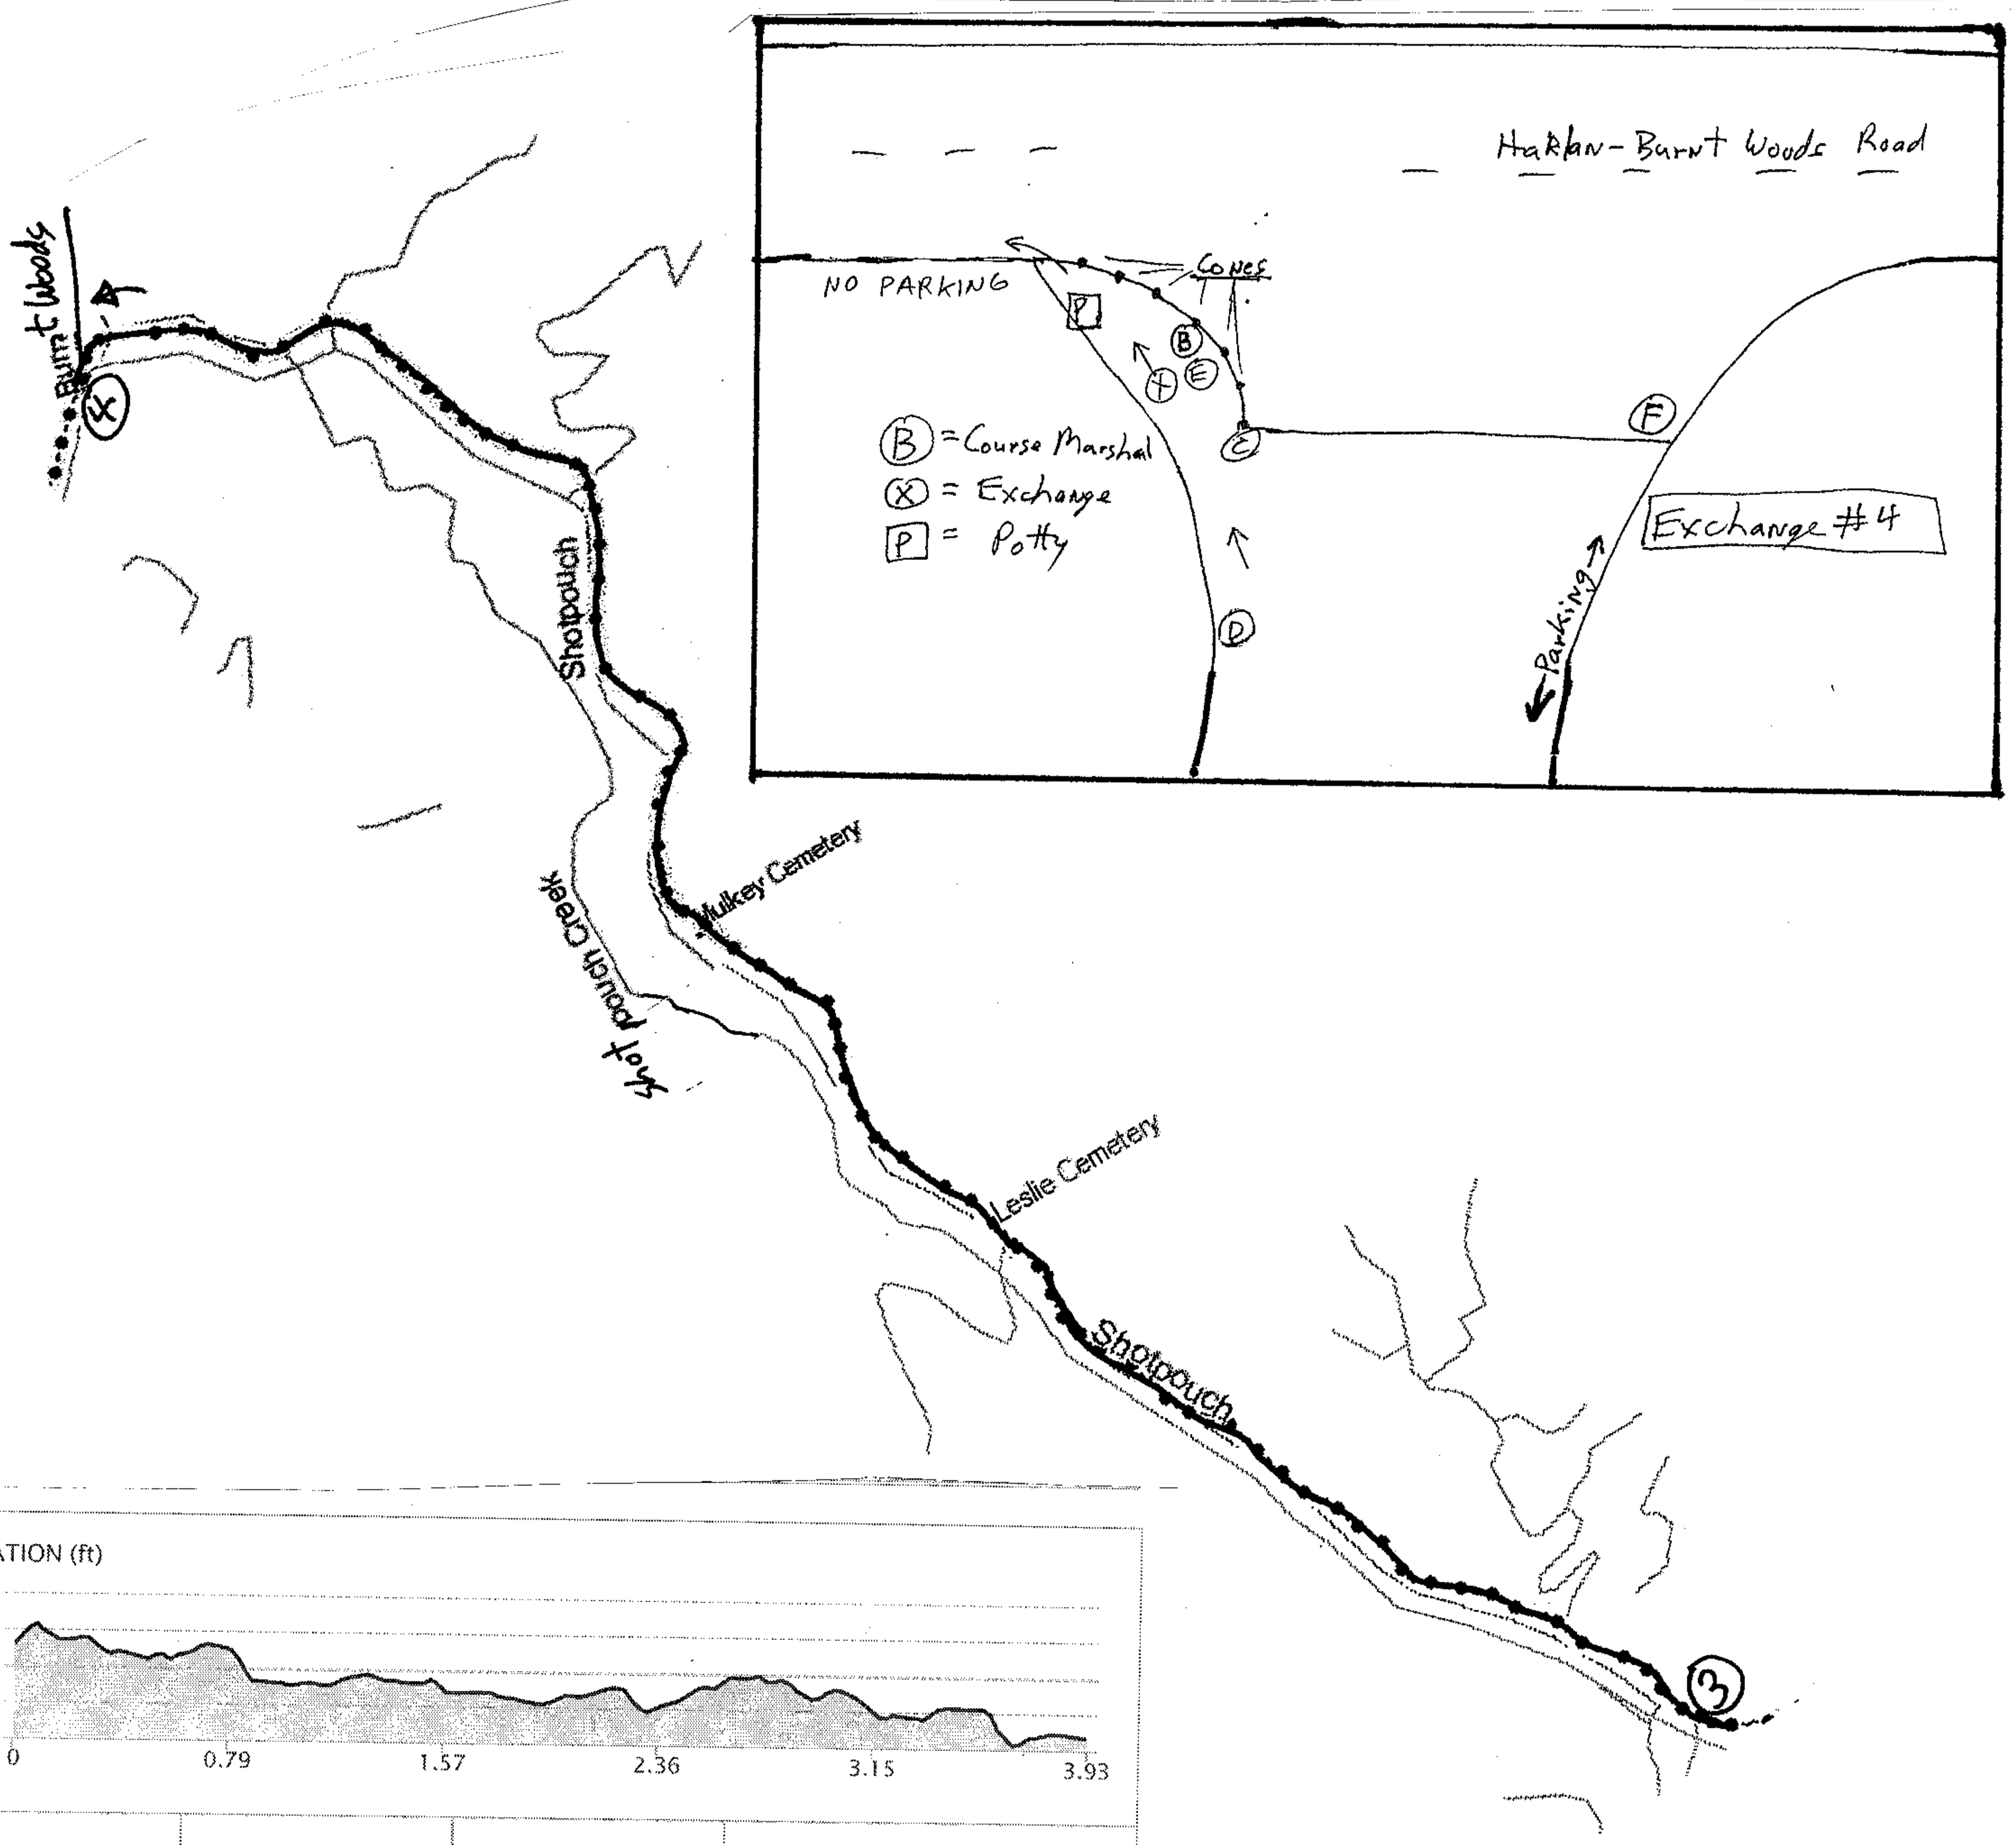 Harlan-Burnt Woods Road
Cones
NO PARKING
P
B
E
X
C
F
B = Course Marshal
X = Exchange
P = Potty
Exchange #4
D
←Parking→
Burnt Woods
4
Shotpouch
Mulkey Cemetery
Shot pouch Creek
Leslie Cemetery
Shotpouch
3
ATION (ft)
0 0.79 1.57 2.36 3.15 3.93